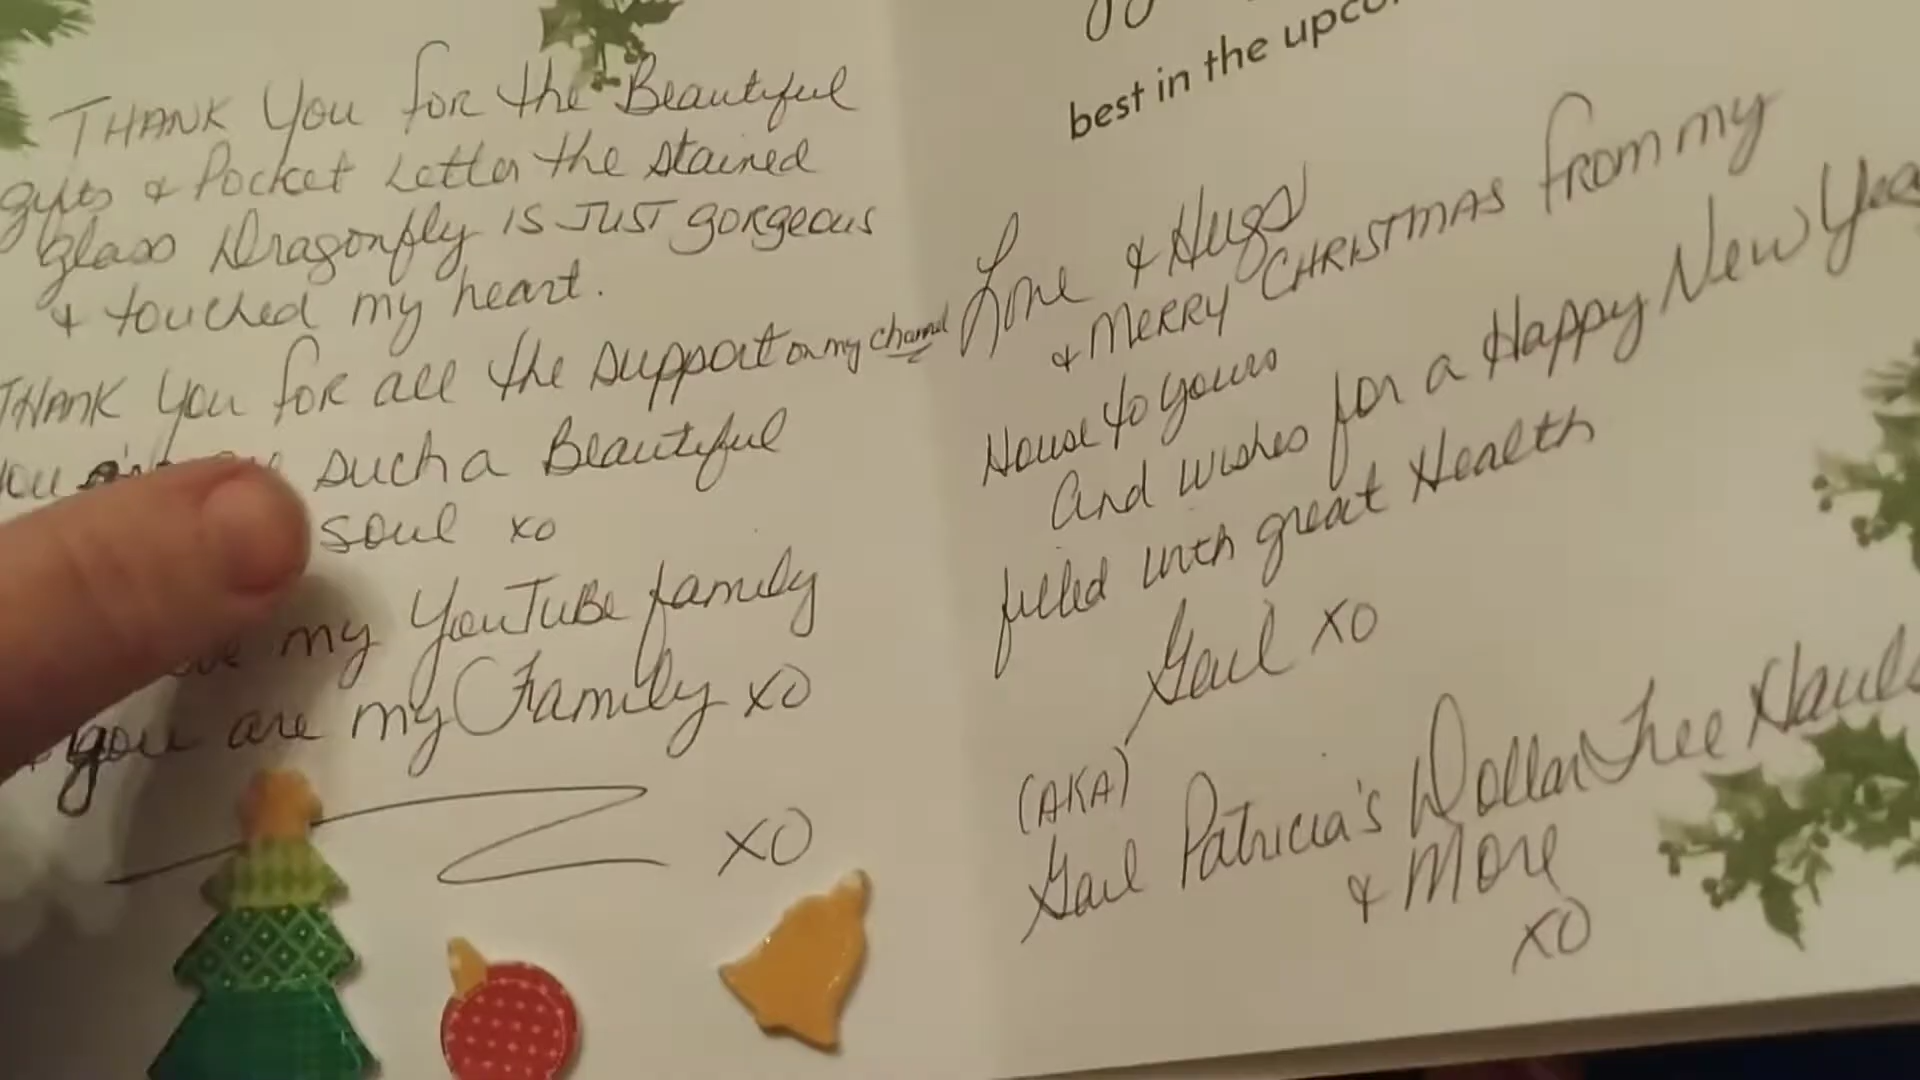 THANK You for the Beautiful
gifts & Pocket Letter the stained
glass Dragonfly is JUST gorgeous
& touched my heart.
THANK you for all the support on my channel
you such a Beautiful
soul xo
my YouTube family
you are my Family xo
XO
best in the
Love & Hugs
& MERRY CHRISTMAS from my
House to yours
and wishes for a Happy New Year
filled with great Health
Gail XO
(AKA)
Gail Patricia's Dollar Tree Hauls
& More
XO